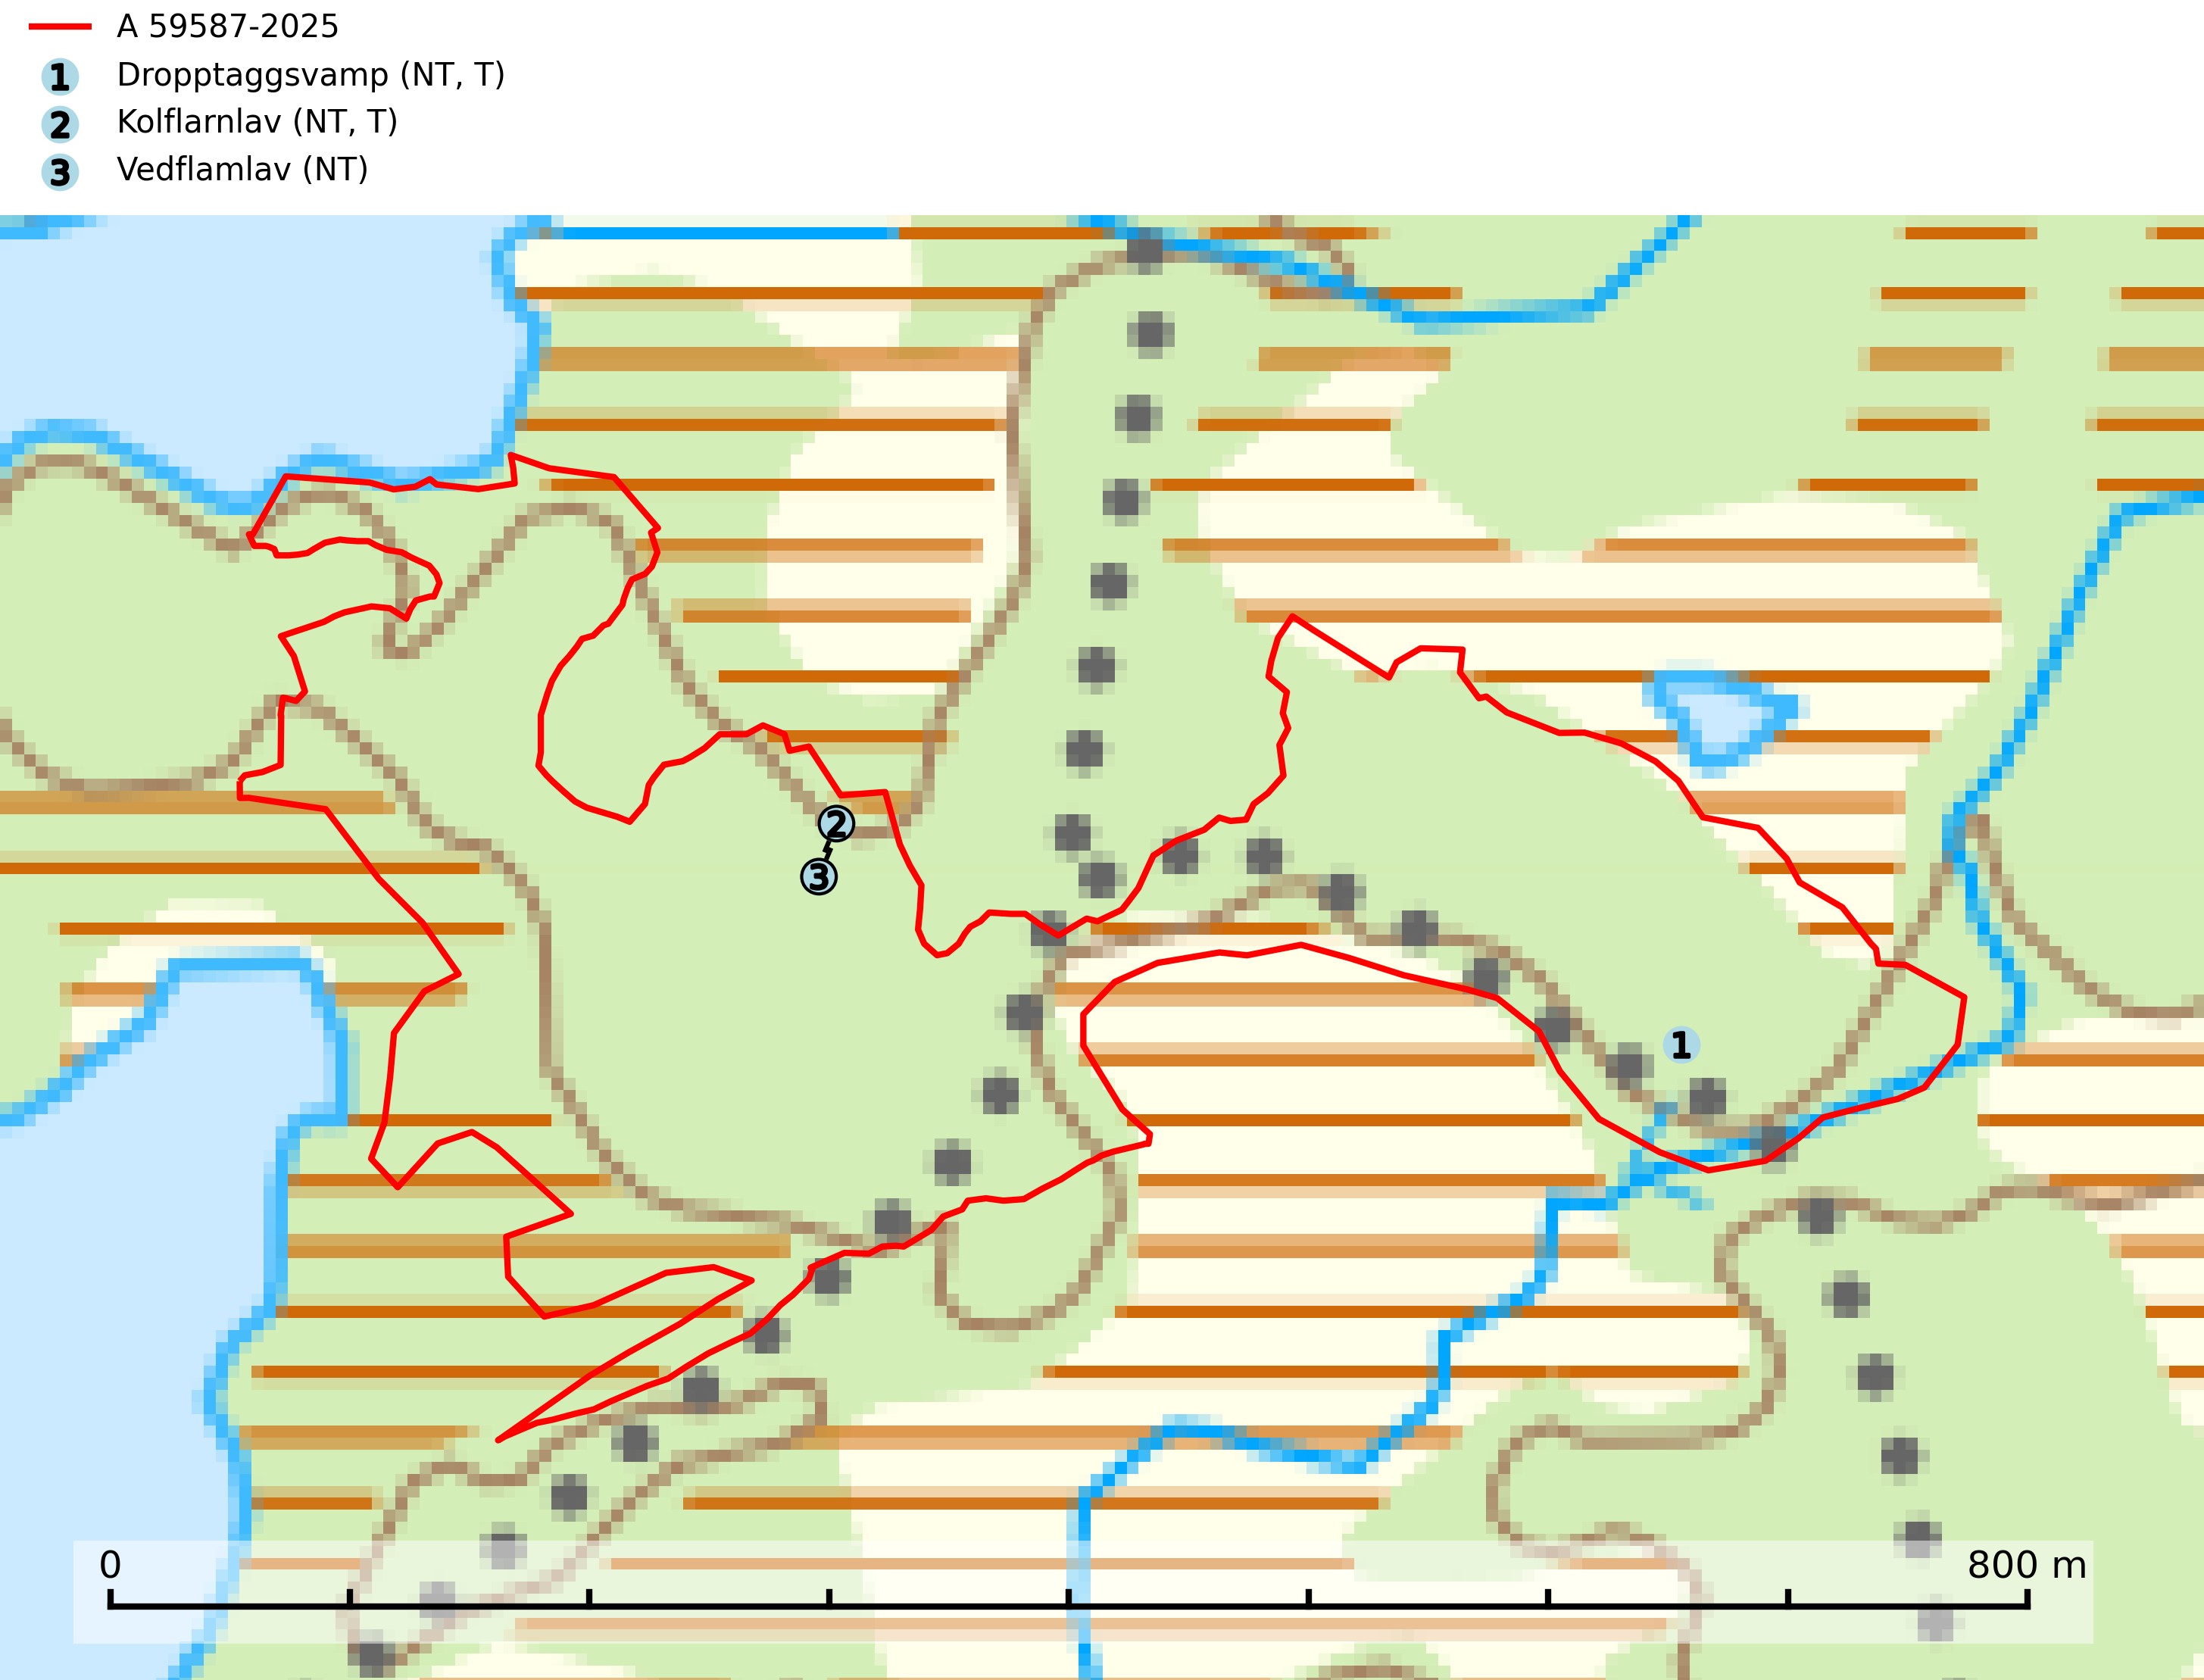 A 59587-2025
1 Dropptaggsvamp (NT, T)
2 Kolflarnlav (NT, T)
3 Vedflamlav (NT)
2
3
1
0 800 m